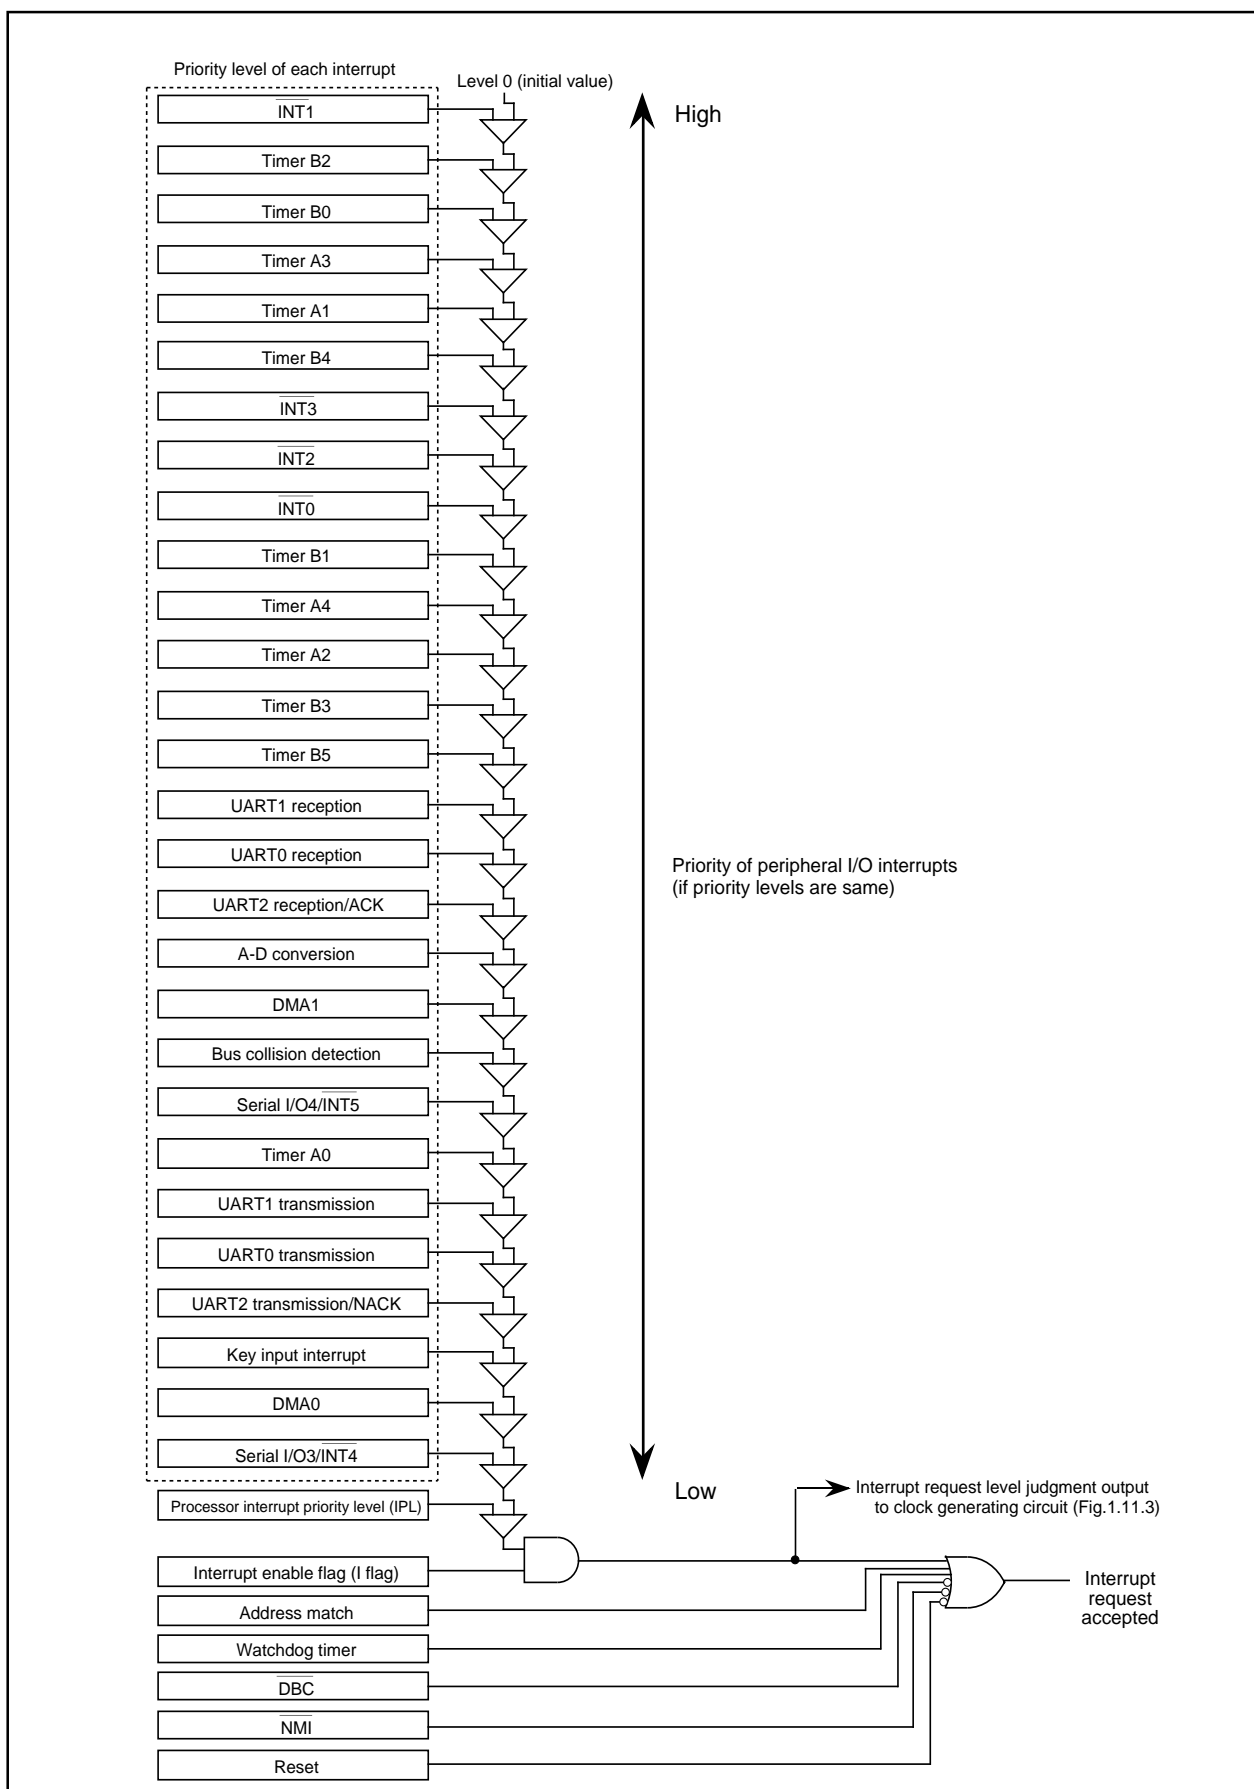 Priority level of each interrupt
Level 0 (initial value)
High
INT1
Timer B2
Timer B0
Timer A3
Timer A1
Timer B4
INT3
INT2
INT0
Timer B1
Timer A4
Timer A2
Timer B3
Timer B5
UART1 reception
UART0 reception
Priority of peripheral I/O interrupts
(if priority levels are same)
UART2 reception/ACK
A-D conversion
DMA1
Bus collision detection
Serial I/O4/INT5
Timer A0
UART1 transmission
UART0 transmission
UART2 transmission/NACK
Key input interrupt
DMA0
Serial I/O3/INT4
Low
Interrupt request level judgment output
to clock generating circuit (Fig.1.11.3)
Processor interrupt priority level (IPL)
Interrupt enable flag (I flag)
Interrupt
request
accepted
Address match
Watchdog timer
DBC
NMI
Reset